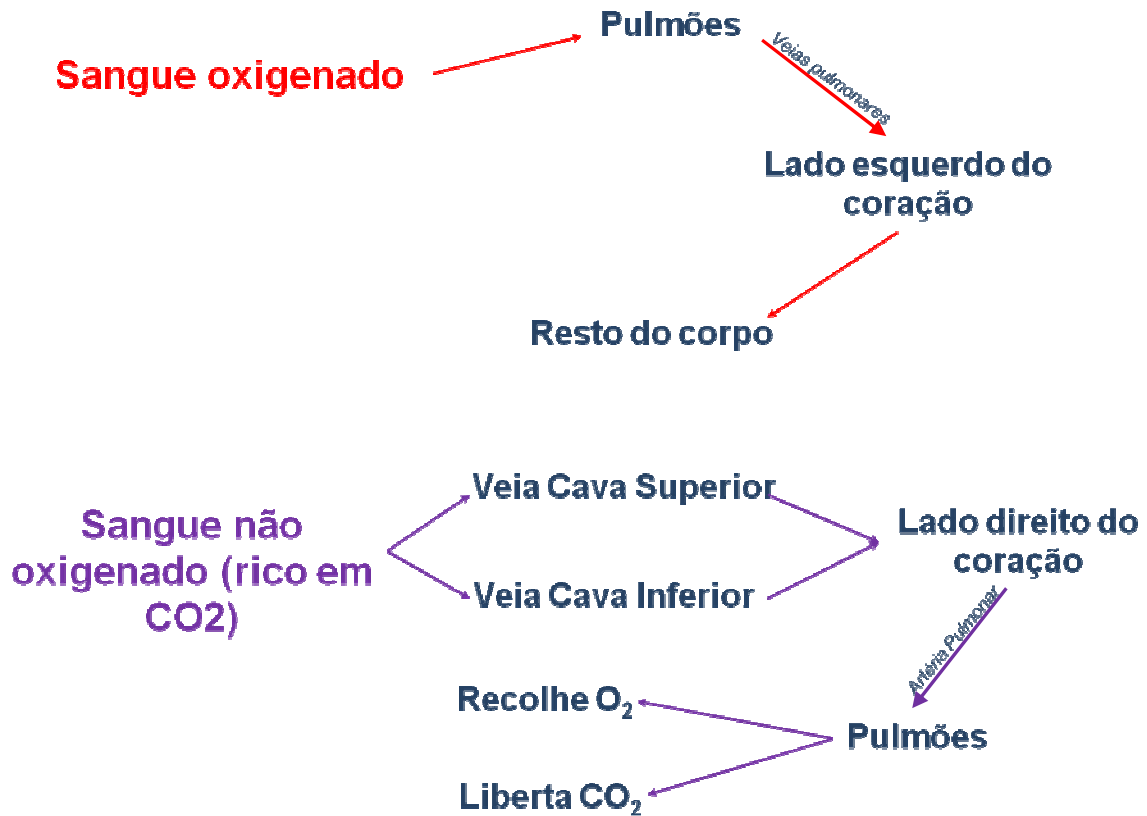 Pulmões
Sangue oxigenado
Veias pulmonares
Lado esquerdo do
coração
Resto do corpo
Veia Cava Superior
Sangue não
oxigenado (rico em
CO2)
Lado direito do
coração
Veia Cava Inferior
Artéria Pulmonar
Recolhe O₂
Pulmões
Liberta CO₂